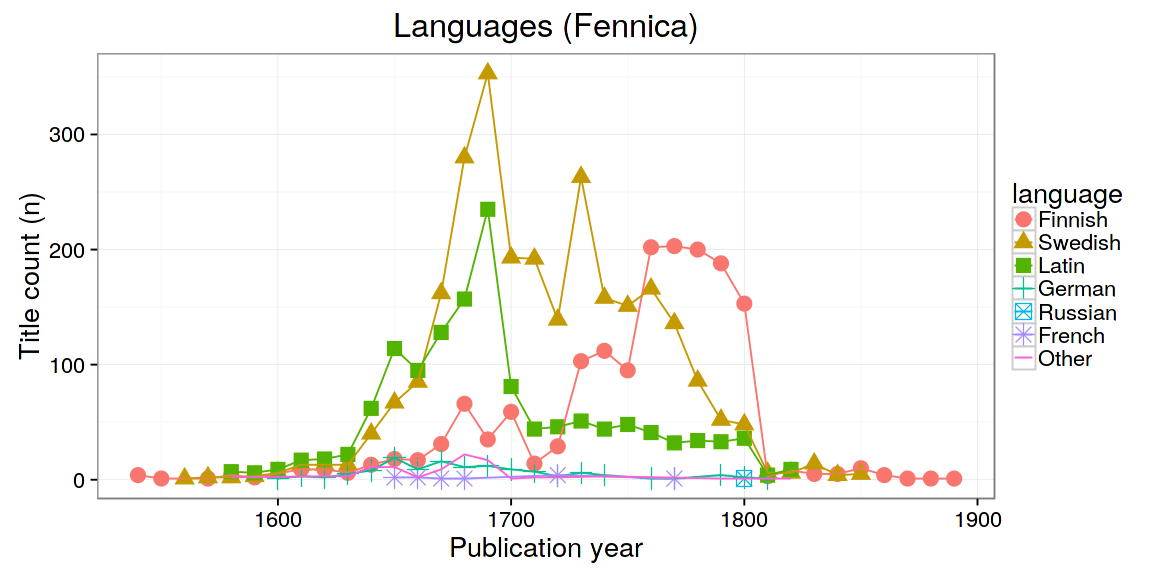 Languages (Fennica)
Title count (n)
300
200
100
0
1600
1700
1800
1900
Publication year
language
Finnish
Swedish
Latin
German
Russian
French
Other